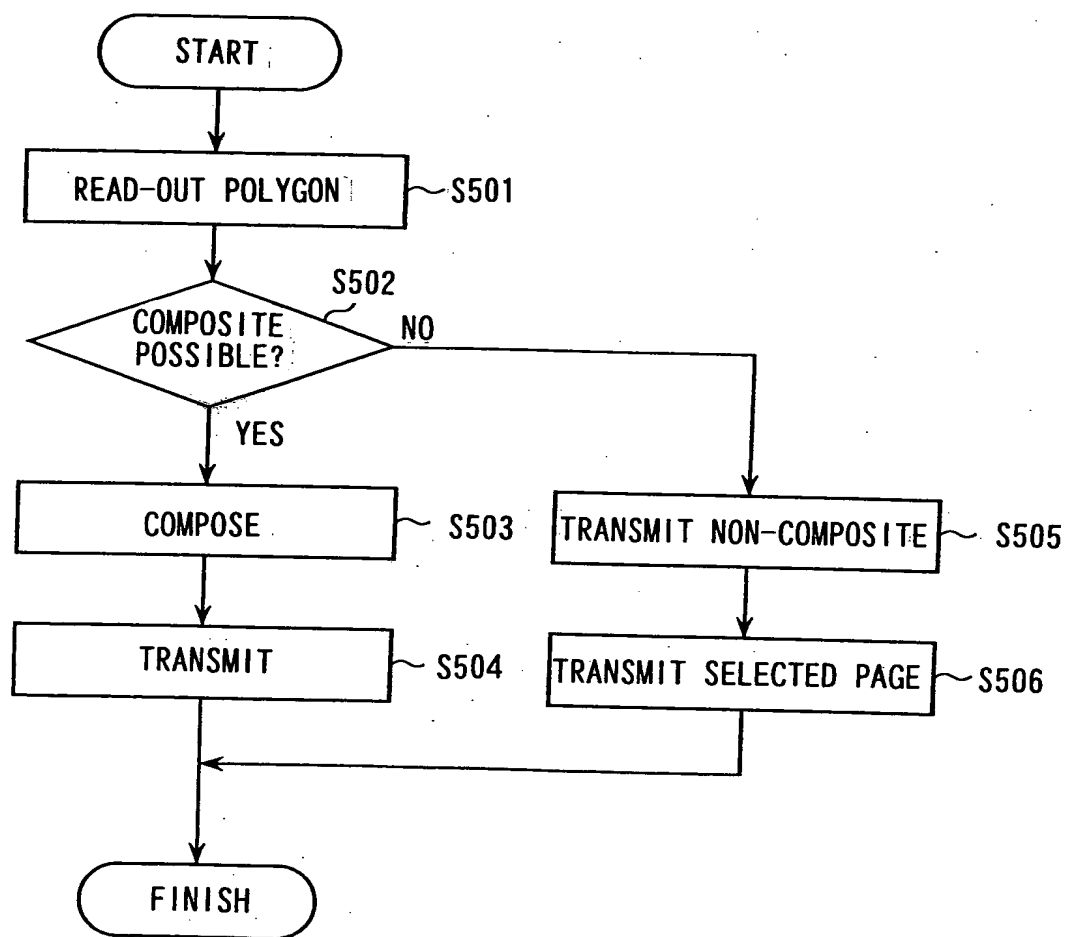 START
READ-OUT POLYGON
S501
S502
COMPOSITE
POSSIBLE?
NO
YES
COMPOSE
S503
TRANSMIT NON-COMPOSITE
S505
TRANSMIT
S504
TRANSMIT SELECTED PAGE
S506
FINISH